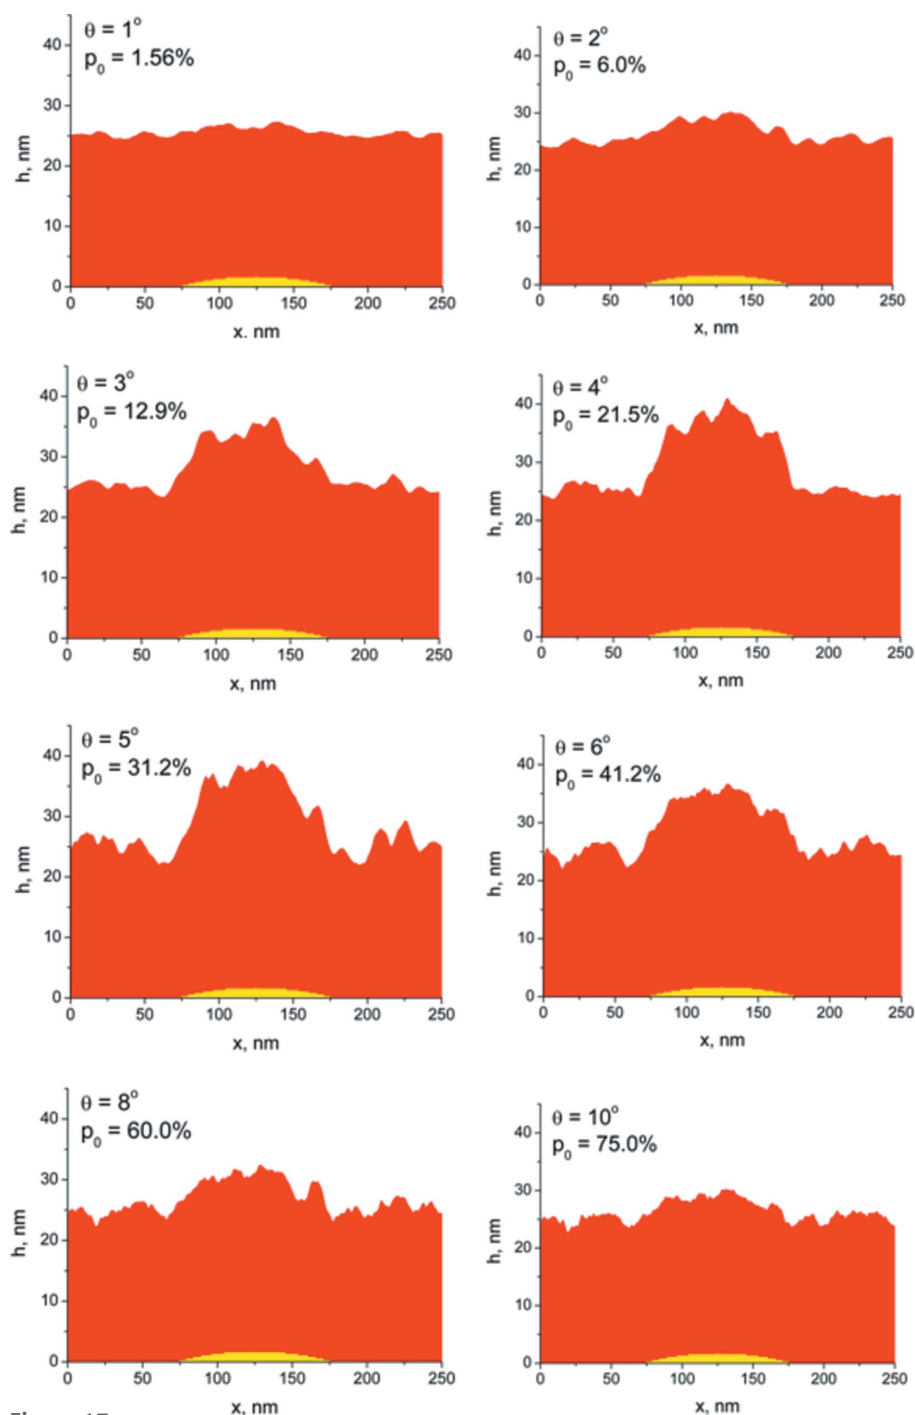 θ = 1°
p₀ = 1.56%
40
30
20
10
0
h, nm
0 50 100 150 200 250
x. nm
θ = 2°
p₀ = 6.0%
40
30
20
10
0
h, nm
0 50 100 150 200 250
x, nm
θ = 3°
p₀ = 12.9%
40
30
20
10
0
h, nm
0 50 100 150 200 250
x, nm
θ = 4°
p₀ = 21.5%
40
30
20
10
0
h, nm
0 50 100 150 200 250
x, nm
θ = 5°
p₀ = 31.2%
40
30
20
10
0
h, nm
0 50 100 150 200 250
x, nm
θ = 6°
p₀ = 41.2%
40
30
20
10
0
h, nm
0 50 100 150 200 250
x, nm
θ = 8°
p₀ = 60.0%
40
30
20
10
0
h, nm
0 50 100 150 200 250
x, nm
θ = 10°
p₀ = 75.0%
40
30
20
10
0
h, nm
0 50 100 150 200 250
x, nm